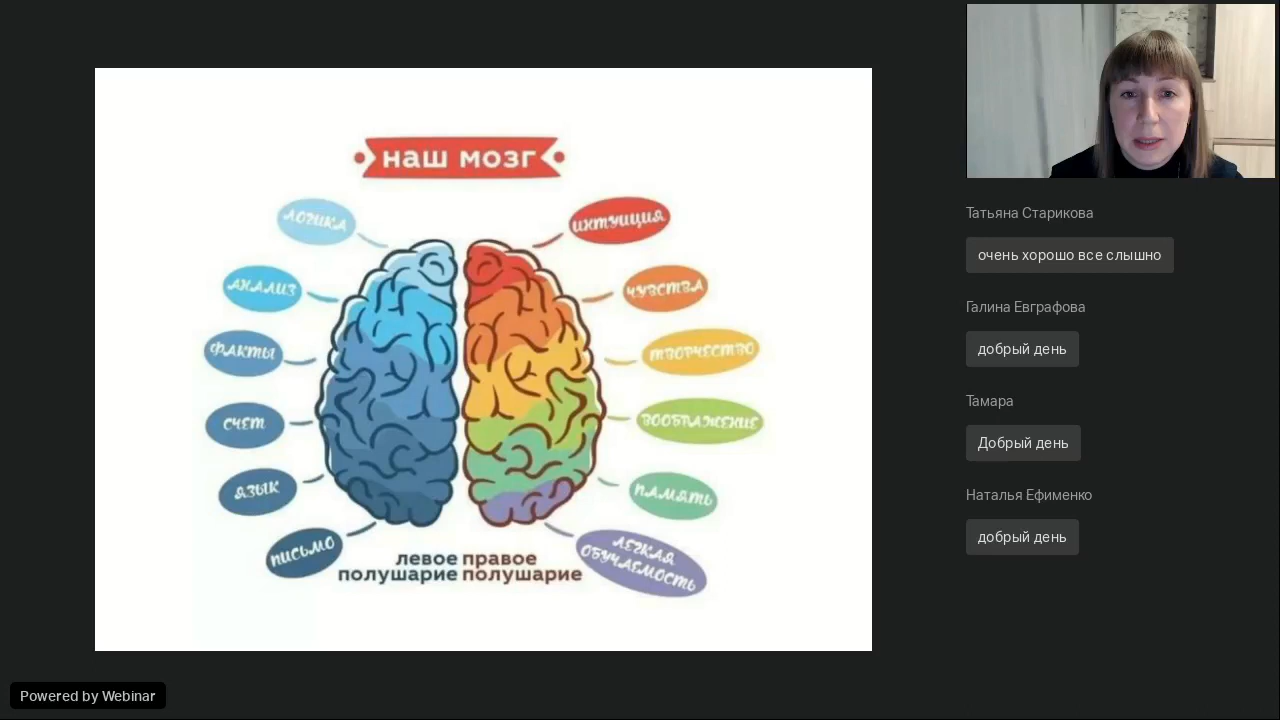 наш мозг
логика
интуиция
анализ
чувства
факты
творчество
счет
воображение
язык
память
письмо
легкая
обучаемость
левое правое
полушарие полушарие
Татьяна Старикова
очень хорошо все слышно
Галина Евграфова
добрый день
Тамара
Добрый день
Наталья Ефименко
добрый день
Powered by Webinar